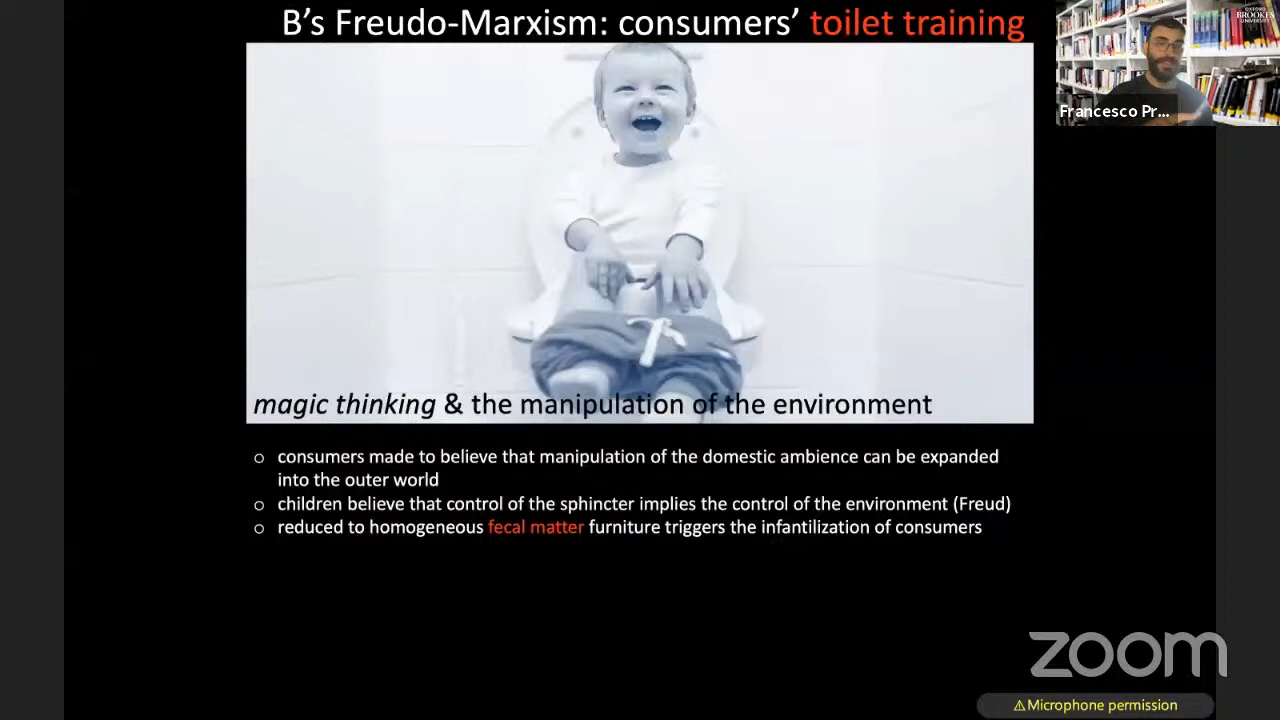 B's Freudo-Marxism: consumers' toilet training
OXFORD
BROOKES
UNIVERSITY
Francesco Pr...
magic thinking & the manipulation of the environment
o consumers made to believe that manipulation of the domestic ambience can be expanded
into the outer world
o children believe that control of the sphincter implies the control of the environment (Freud)
o reduced to homogeneous fecal matter furniture triggers the infantilization of consumers
zoom
⚠Microphone permission